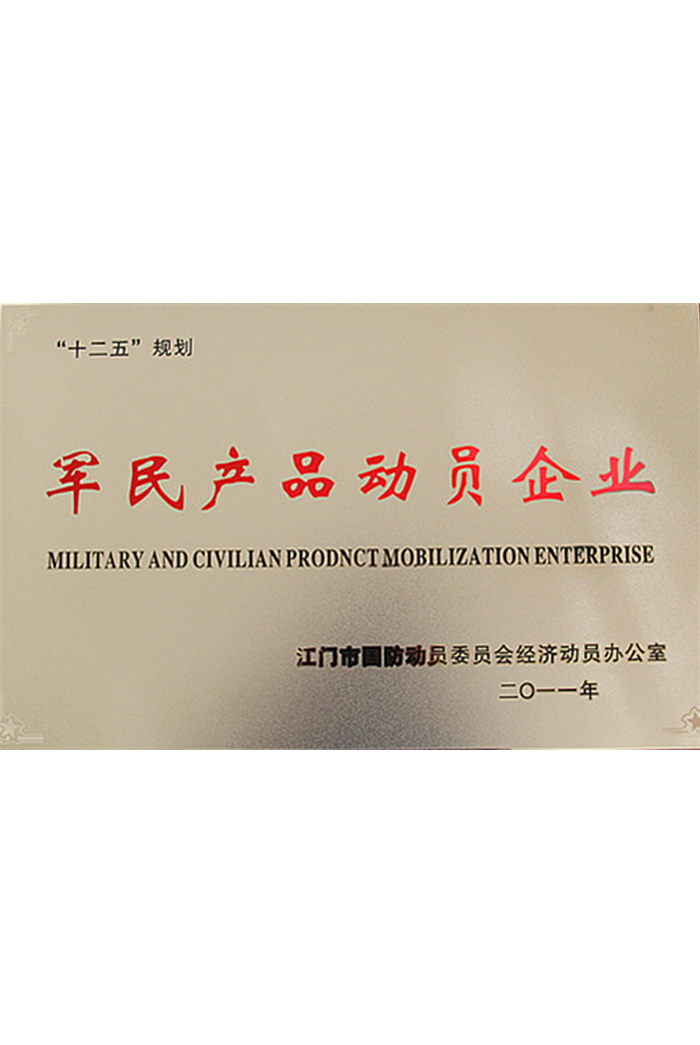 “十二五”规划
军民产品动员企业
MILITARY AND CIVILIAN PRODNCT MOBILIZATION ENTERPRISE
江门市国防动员委员会经济动员办公室
二〇一一年